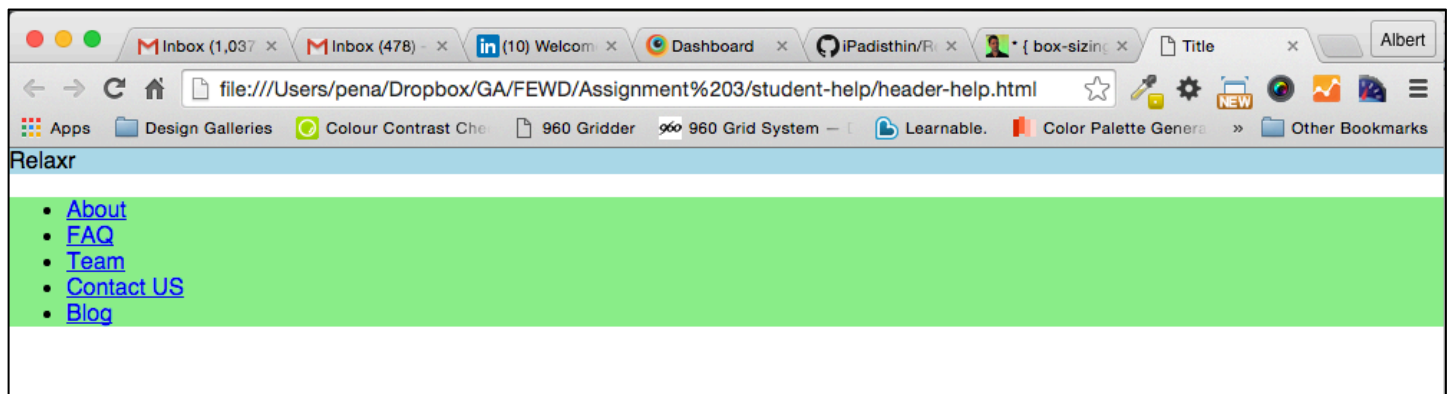 Inbox (1,037 Inbox (478) - in (10) Welcom Dashboard iPadisthin/R * { box-sizing Title Albert
file:///Users/pena/Dropbox/GA/FEWD/Assignment%203/student-help/header-help.html NEW
Apps Design Galleries Colour Contrast Che 960 Gridder 960 960 Grid System — Learnable. Color Palette Genera » Other Bookmarks
Relaxr
• About
• FAQ
• Team
• Contact US
• Blog